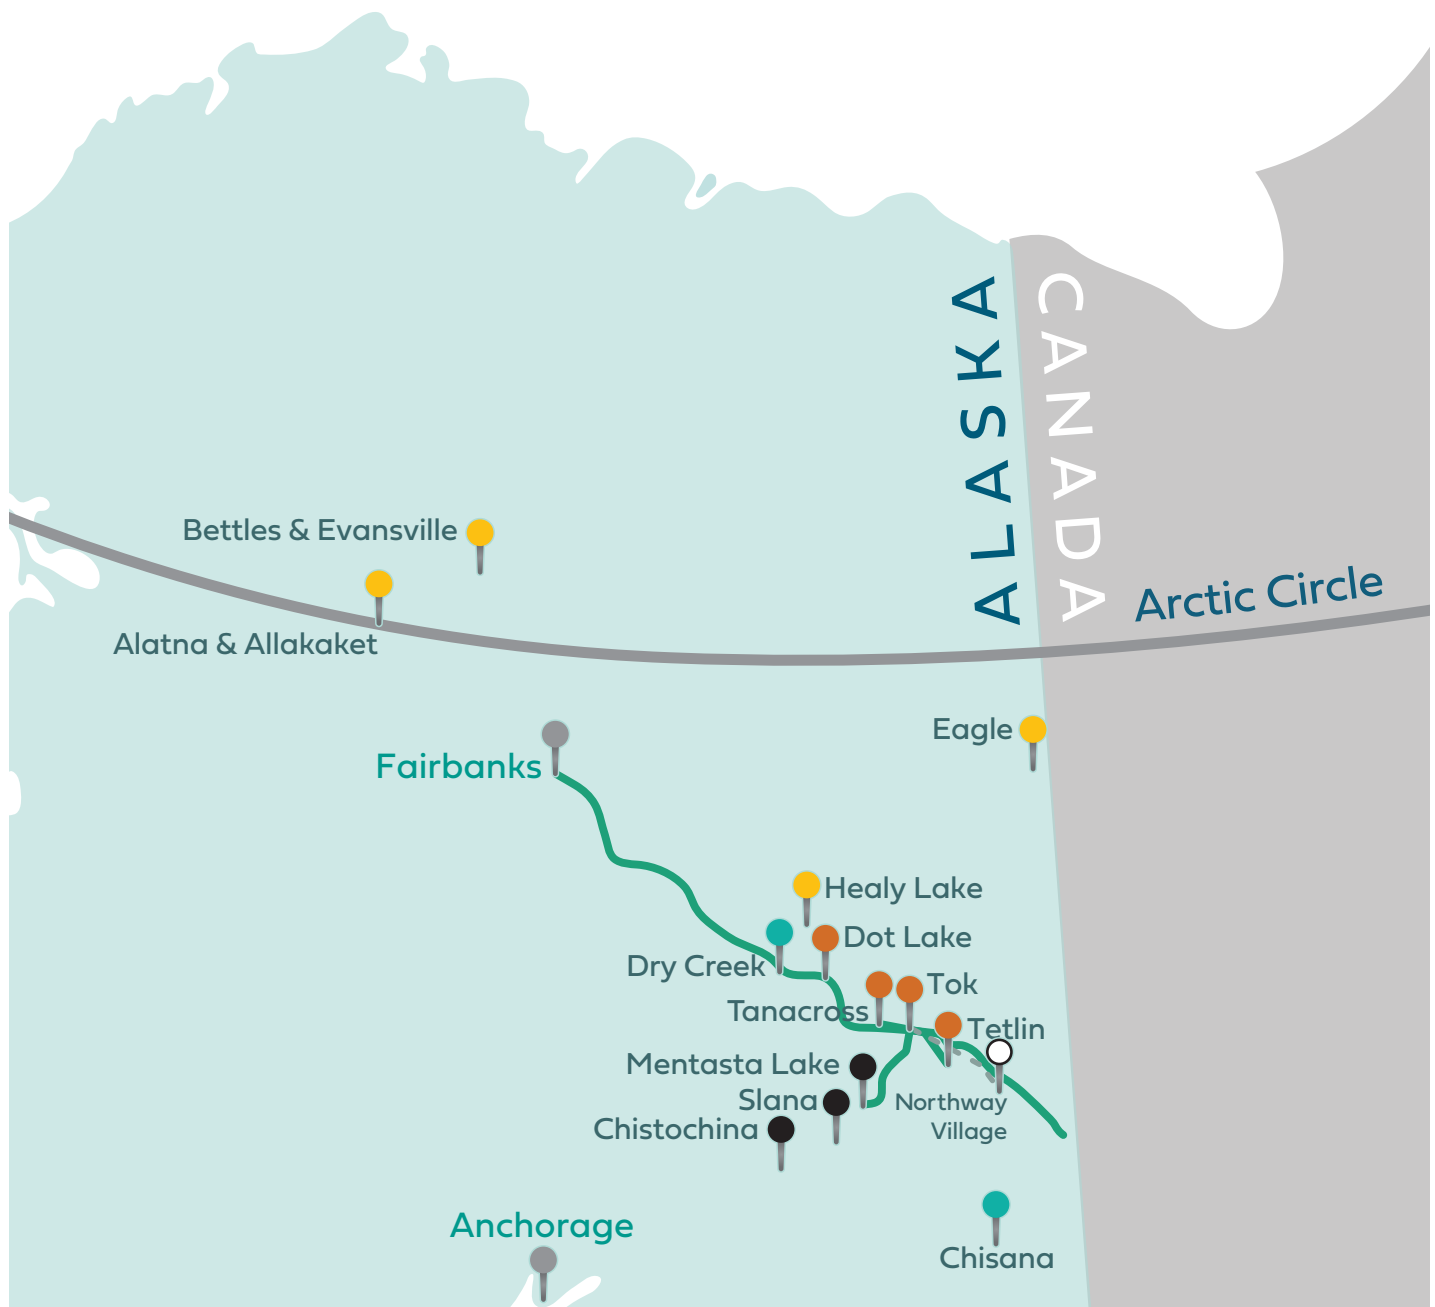 ALASKA
CANADA
Bettles & Evansville
Arctic Circle
Alatna & Allakaket
Eagle
Fairbanks
Healy Lake
Dot Lake
Dry Creek
Tok
Tanacross
Tetlin
Mentasta Lake
Slana
Northway
Village
Chistochina
Anchorage
Chisana